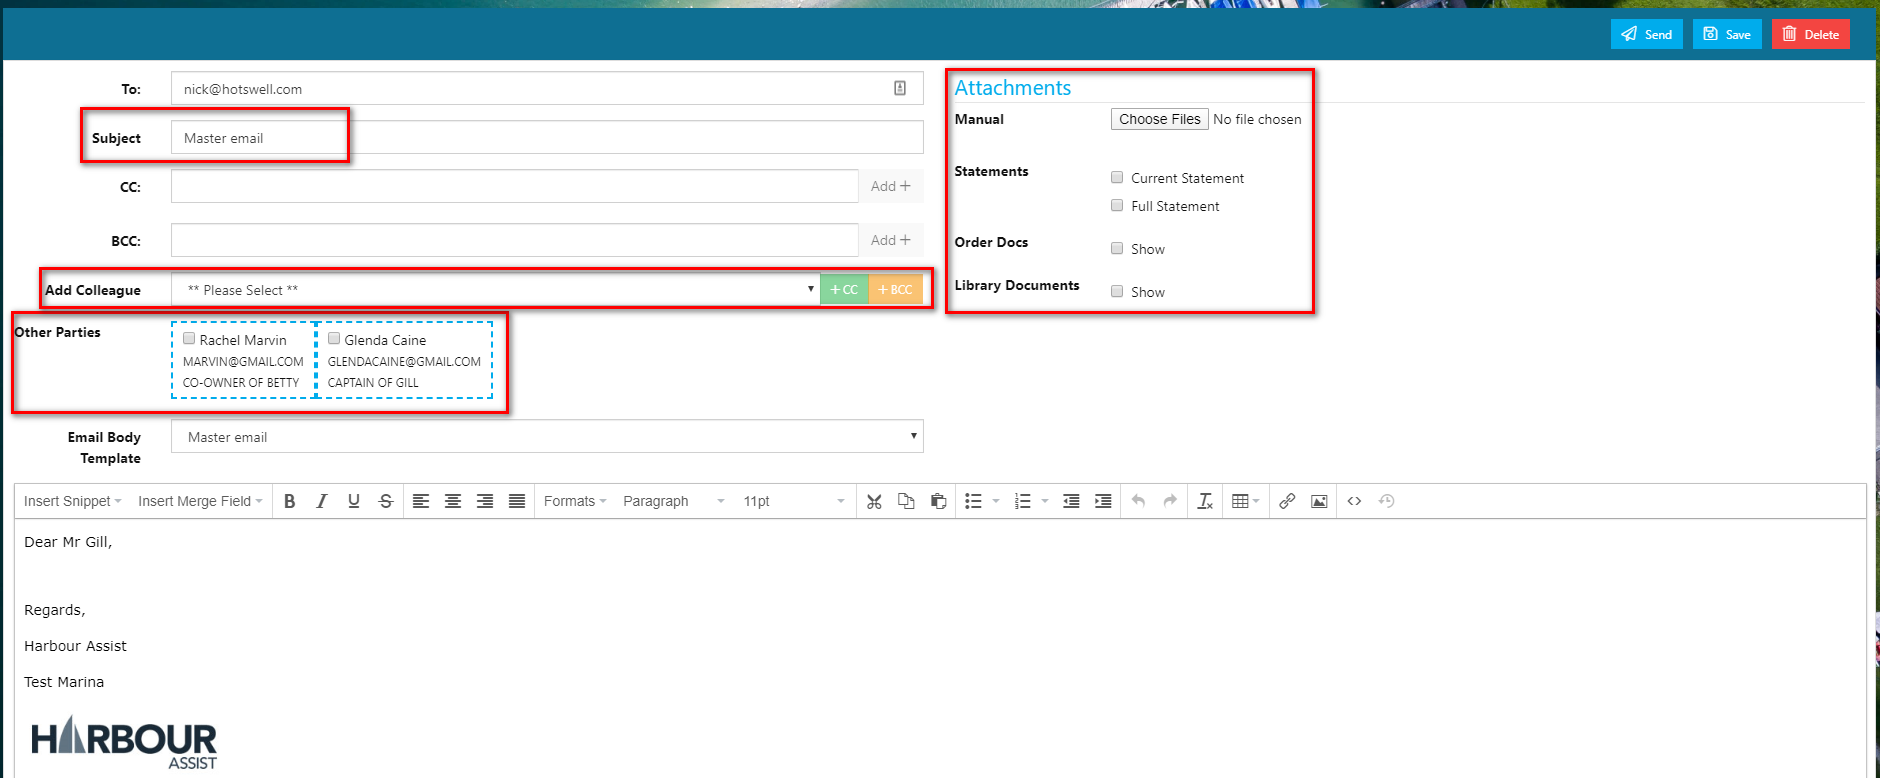 Send Save Delete
To: nick@hotswell.com
Subject Master email
CC: Add +
BCC: Add +
Add Colleague ** Please Select ** + CC + BCC
Other Parties
Rachel Marvin
MARVIN@GMAIL.COM
CO-OWNER OF BETTY
Glenda Caine
GLENDACAINE@GMAIL.COM
CAPTAIN OF GILL
Email Body
Template
Master email
Attachments
Manual Choose Files No file chosen
Statements Current Statement
Full Statement
Order Docs Show
Library Documents Show
Insert Snippet Insert Merge Field B I U S Formats Paragraph 11pt
Dear Mr Gill,
Regards,
Harbour Assist
Test Marina
HARBOUR
ASSIST